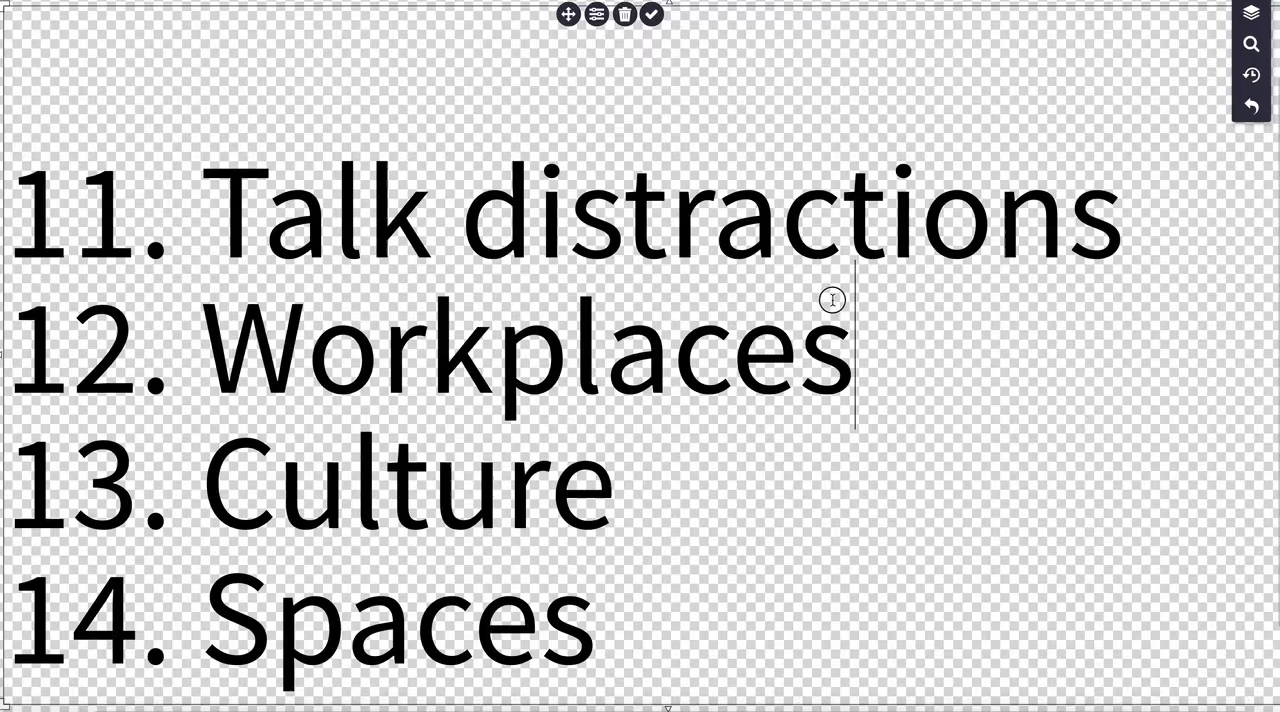 11. Talk distractions
12. Workplaces
13. Culture
14. Spaces